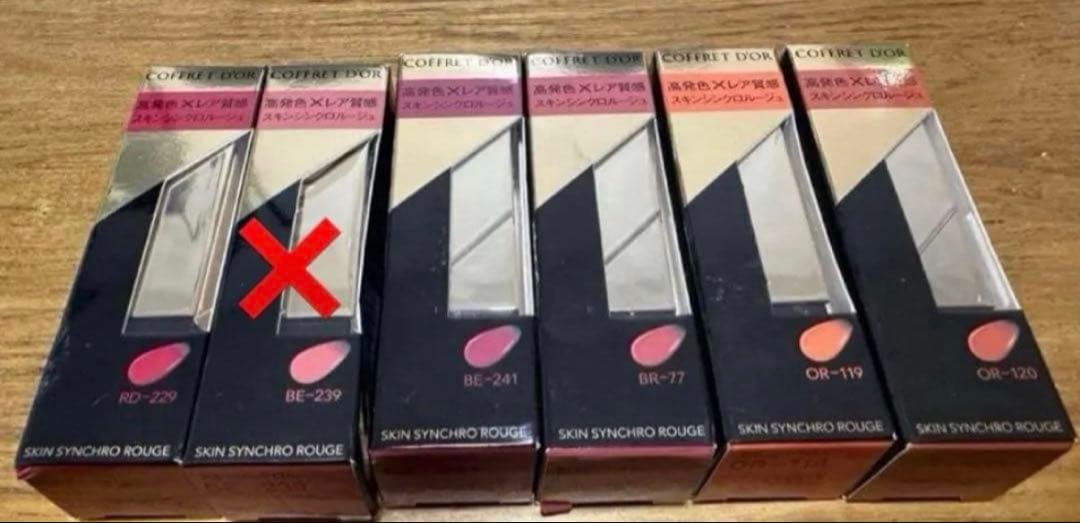 COFFRET D'OR
高発色×レア質感
スキンシンクロルージュ
RD-229
SKIN SYNCHRO ROUGE
COFFRET D'OR
高発色×レア質感
スキンシンクロルージュ
BE-239
SKIN SYNCHRO ROUGE
COFFRET D'OR
高発色×レア質感
スキンシンクロルージュ
BE-241
SKIN SYNCHRO ROUGE
COFFRET D'OR
高発色×レア質感
スキンシンクロルージュ
BR-77
SKIN SYNCHRO ROUGE
COFFRET D'OR
高発色×レア質感
スキンシンクロルージュ
OR-119
SKIN SYNCHRO ROUGE
COFFRET D'OR
高発色×レア質感
スキンシンクロルージュ
OR-120
SKIN SYNCHRO ROUGE